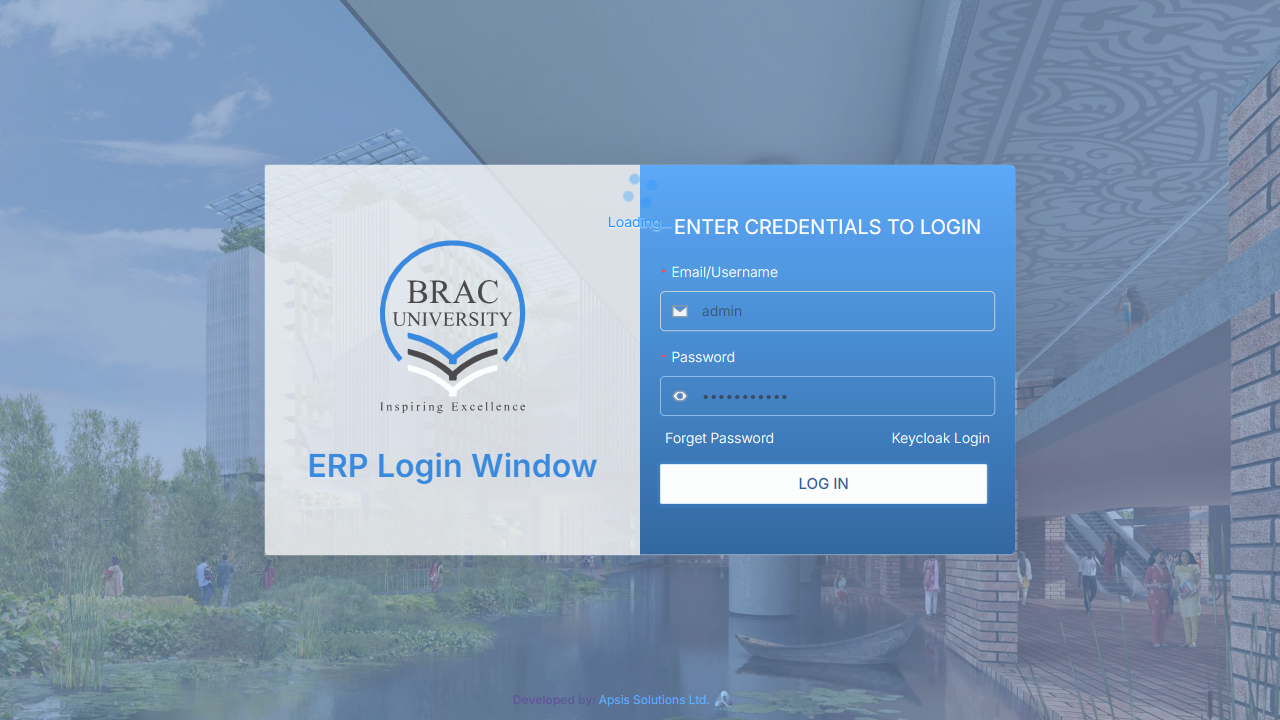 BRAC
UNIVERSITY
Inspiring Excellence
ERP Login Window
Loading...
ENTER CREDENTIALS TO LOGIN
* Email/Username
admin
* Password
•••••••••••
Forget Password
Keycloak Login
LOG IN
Developed by Apsis Solutions Ltd.